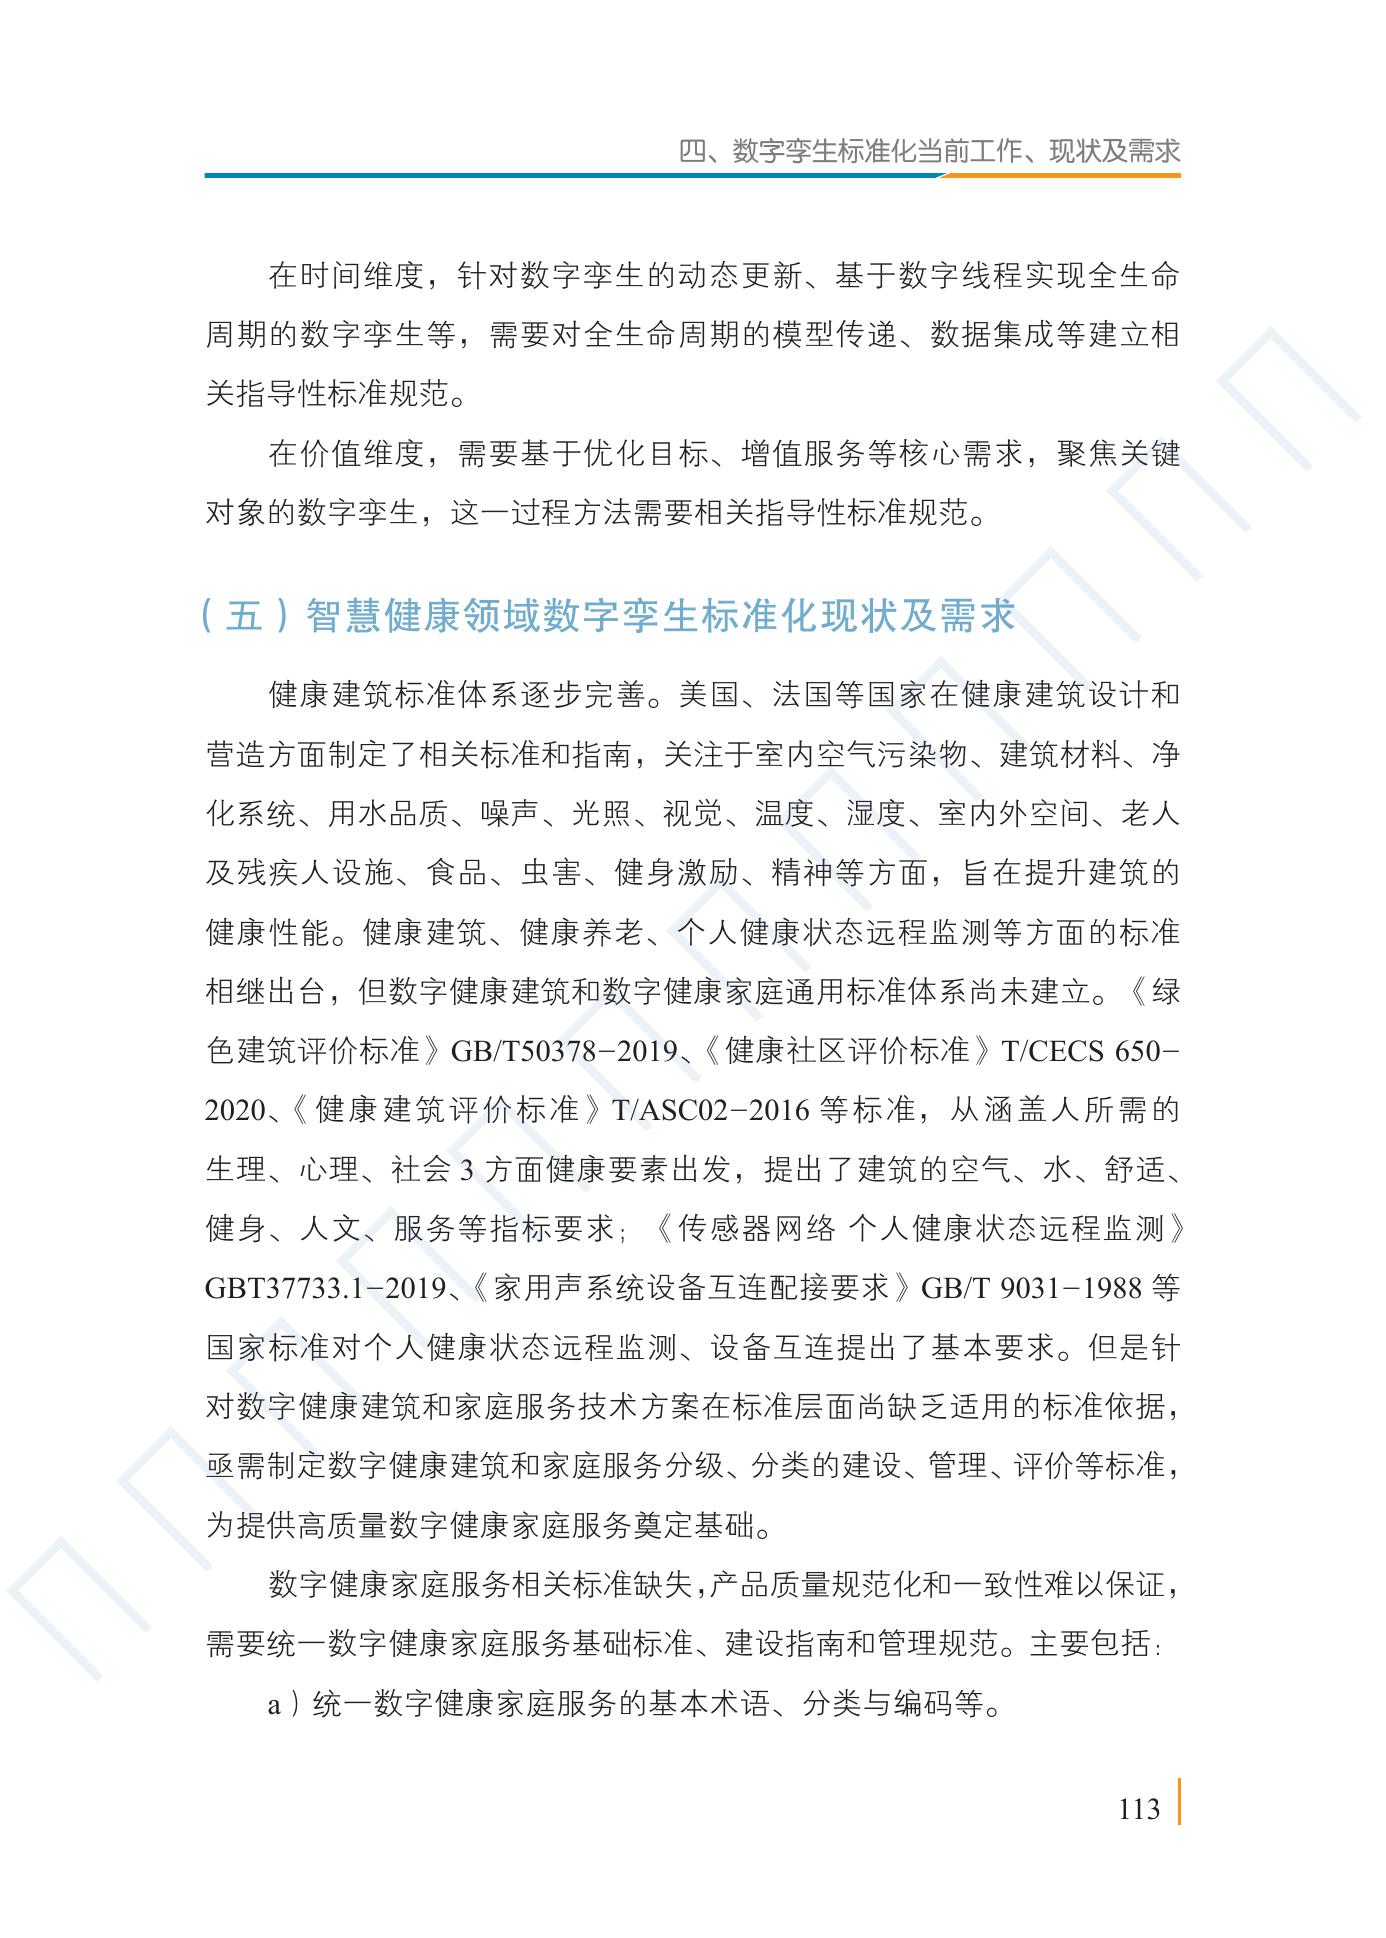 四、数字孪生标准化当前工作、现状及需求
在时间维度，针对数字孪生的动态更新、基于数字线程实现全生命
周期的数字孪生等，需要对全生命周期的模型传递、数据集成等建立相
关指导性标准规范。
在价值维度，需要基于优化目标、增值服务等核心需求，聚焦关键
对象的数字孪生，这一过程方法需要相关指导性标准规范。
（五）智慧健康领域数字孪生标准化现状及需求
健康建筑标准体系逐步完善。美国、法国等国家在健康建筑设计和
营造方面制定了相关标准和指南，关注于室内空气污染物、建筑材料、净
化系统、用水品质、噪声、光照、视觉、温度、湿度、室内外空间、老人
及残疾人设施、食品、虫害、健身激励、精神等方面，旨在提升建筑的
健康性能。健康建筑、健康养老、个人健康状态远程监测等方面的标准
相继出台，但数字健康建筑和数字健康家庭通用标准体系尚未建立。《绿
色建筑评价标准》GB/T50378-2019、《健康社区评价标准》T/CECS 650-
2020、《健康建筑评价标准》T/ASC02-2016 等标准，从涵盖人所需的
生理、心理、社会 3 方面健康要素出发，提出了建筑的空气、水、舒适、
健身、人文、服务等指标要求；《传感器网络 个人健康状态远程监测》
GBT37733.1-2019、《家用声系统设备互连配接要求》GB/T 9031-1988 等
国家标准对个人健康状态远程监测、设备互连提出了基本要求。但是针
对数字健康建筑和家庭服务技术方案在标准层面尚缺乏适用的标准依据，
亟需制定数字健康建筑和家庭服务分级、分类的建设、管理、评价等标准，
为提供高质量数字健康家庭服务奠定基础。
数字健康家庭服务相关标准缺失，产品质量规范化和一致性难以保证，
需要统一数字健康家庭服务基础标准、建设指南和管理规范。主要包括：
a）统一数字健康家庭服务的基本术语、分类与编码等。
113